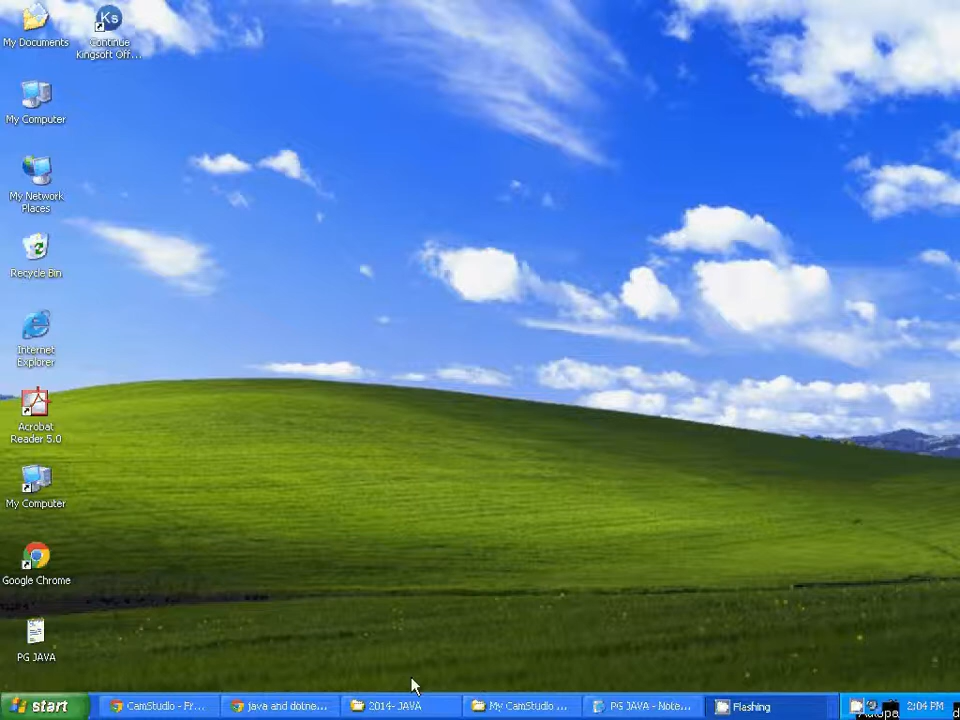 My Documents
Ks
Continue
Kingsoft Off...
My Computer
My Network
Places
Recycle Bin
Internet
Explorer
Acrobat
Reader 5.0
My Computer
Google Chrome
PG JAVA
start
CamStudio - Fr...
java and dotne...
2014- JAVA
My CamStudio ...
PG JAVA - Note...
Flashing
2:04 PM